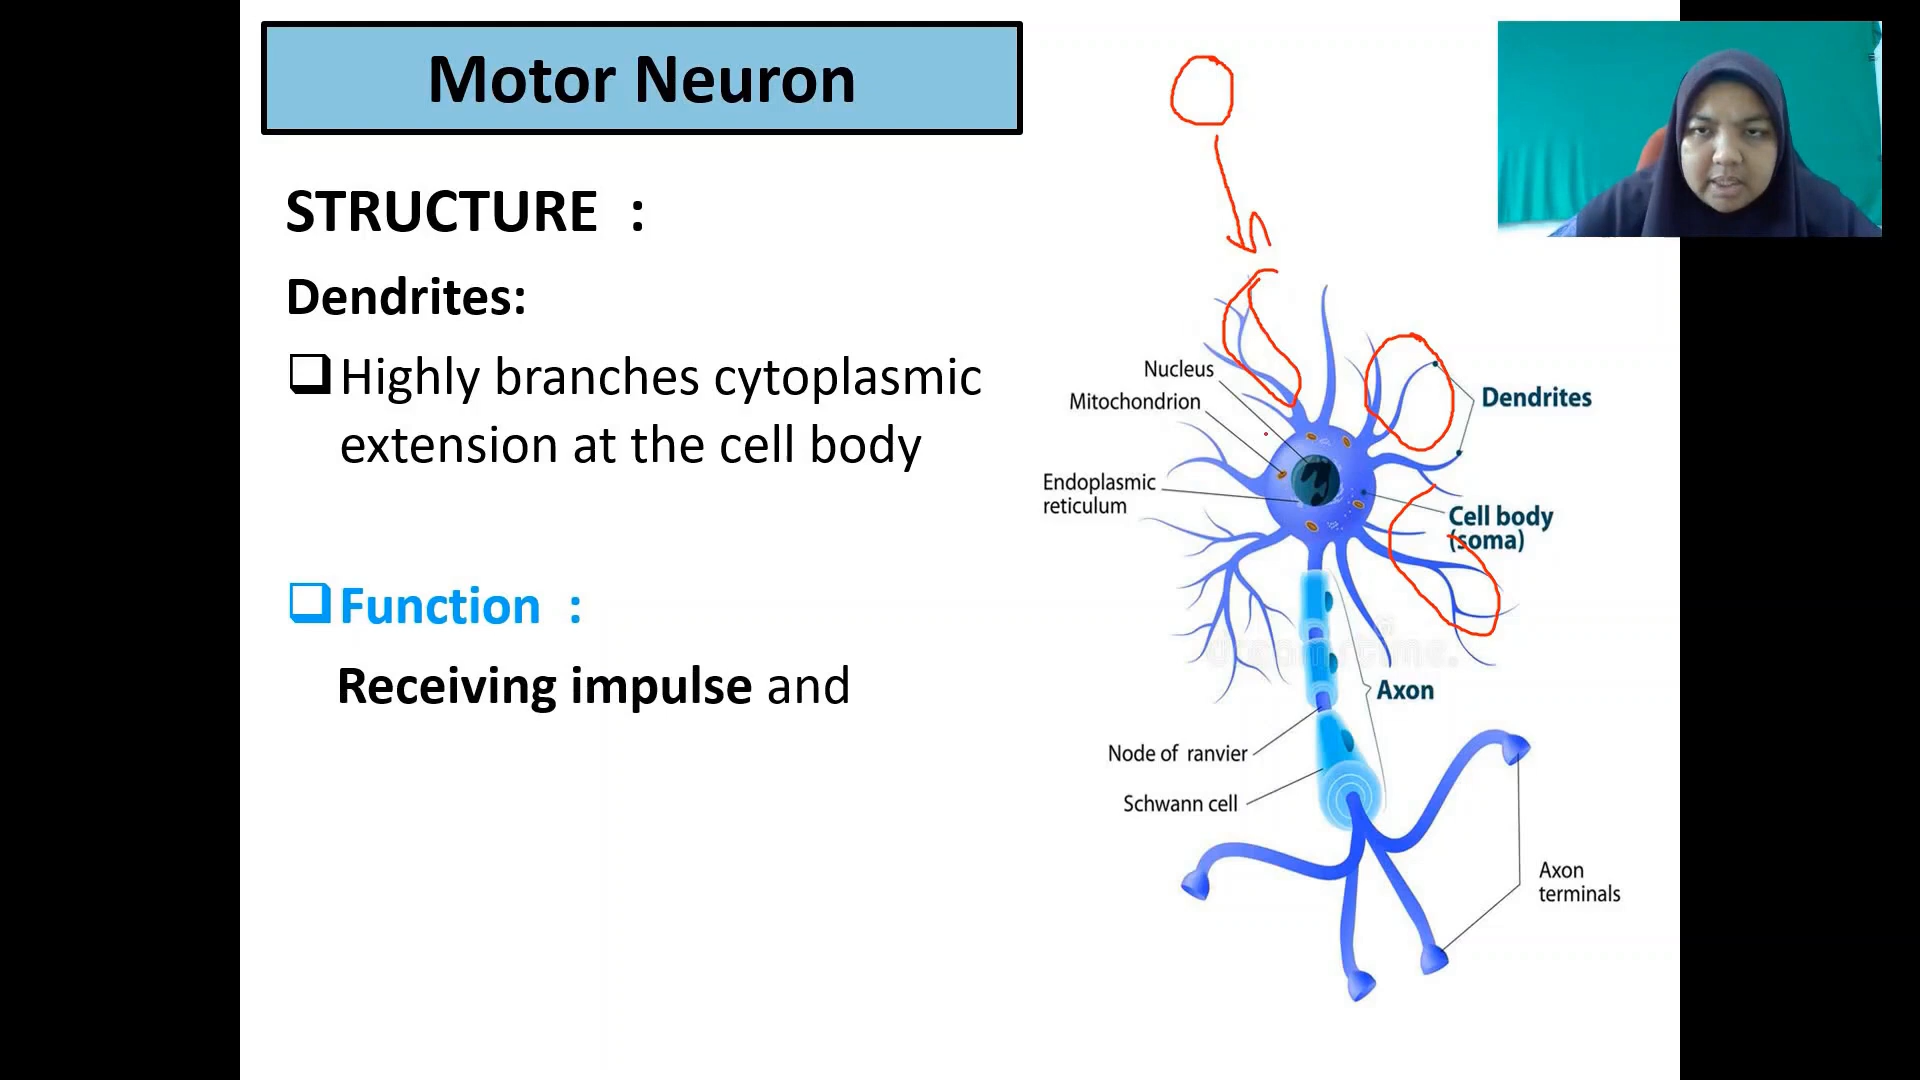 Motor Neuron
STRUCTURE :
Dendrites:
Highly branches cytoplasmic
extension at the cell body
Function :
Receiving impulse and
Nucleus
Mitochondrion
Endoplasmic
reticulum
Dendrites
Cell body
(soma)
Axon
Node of ranvier
Schwann cell
Axon
terminals